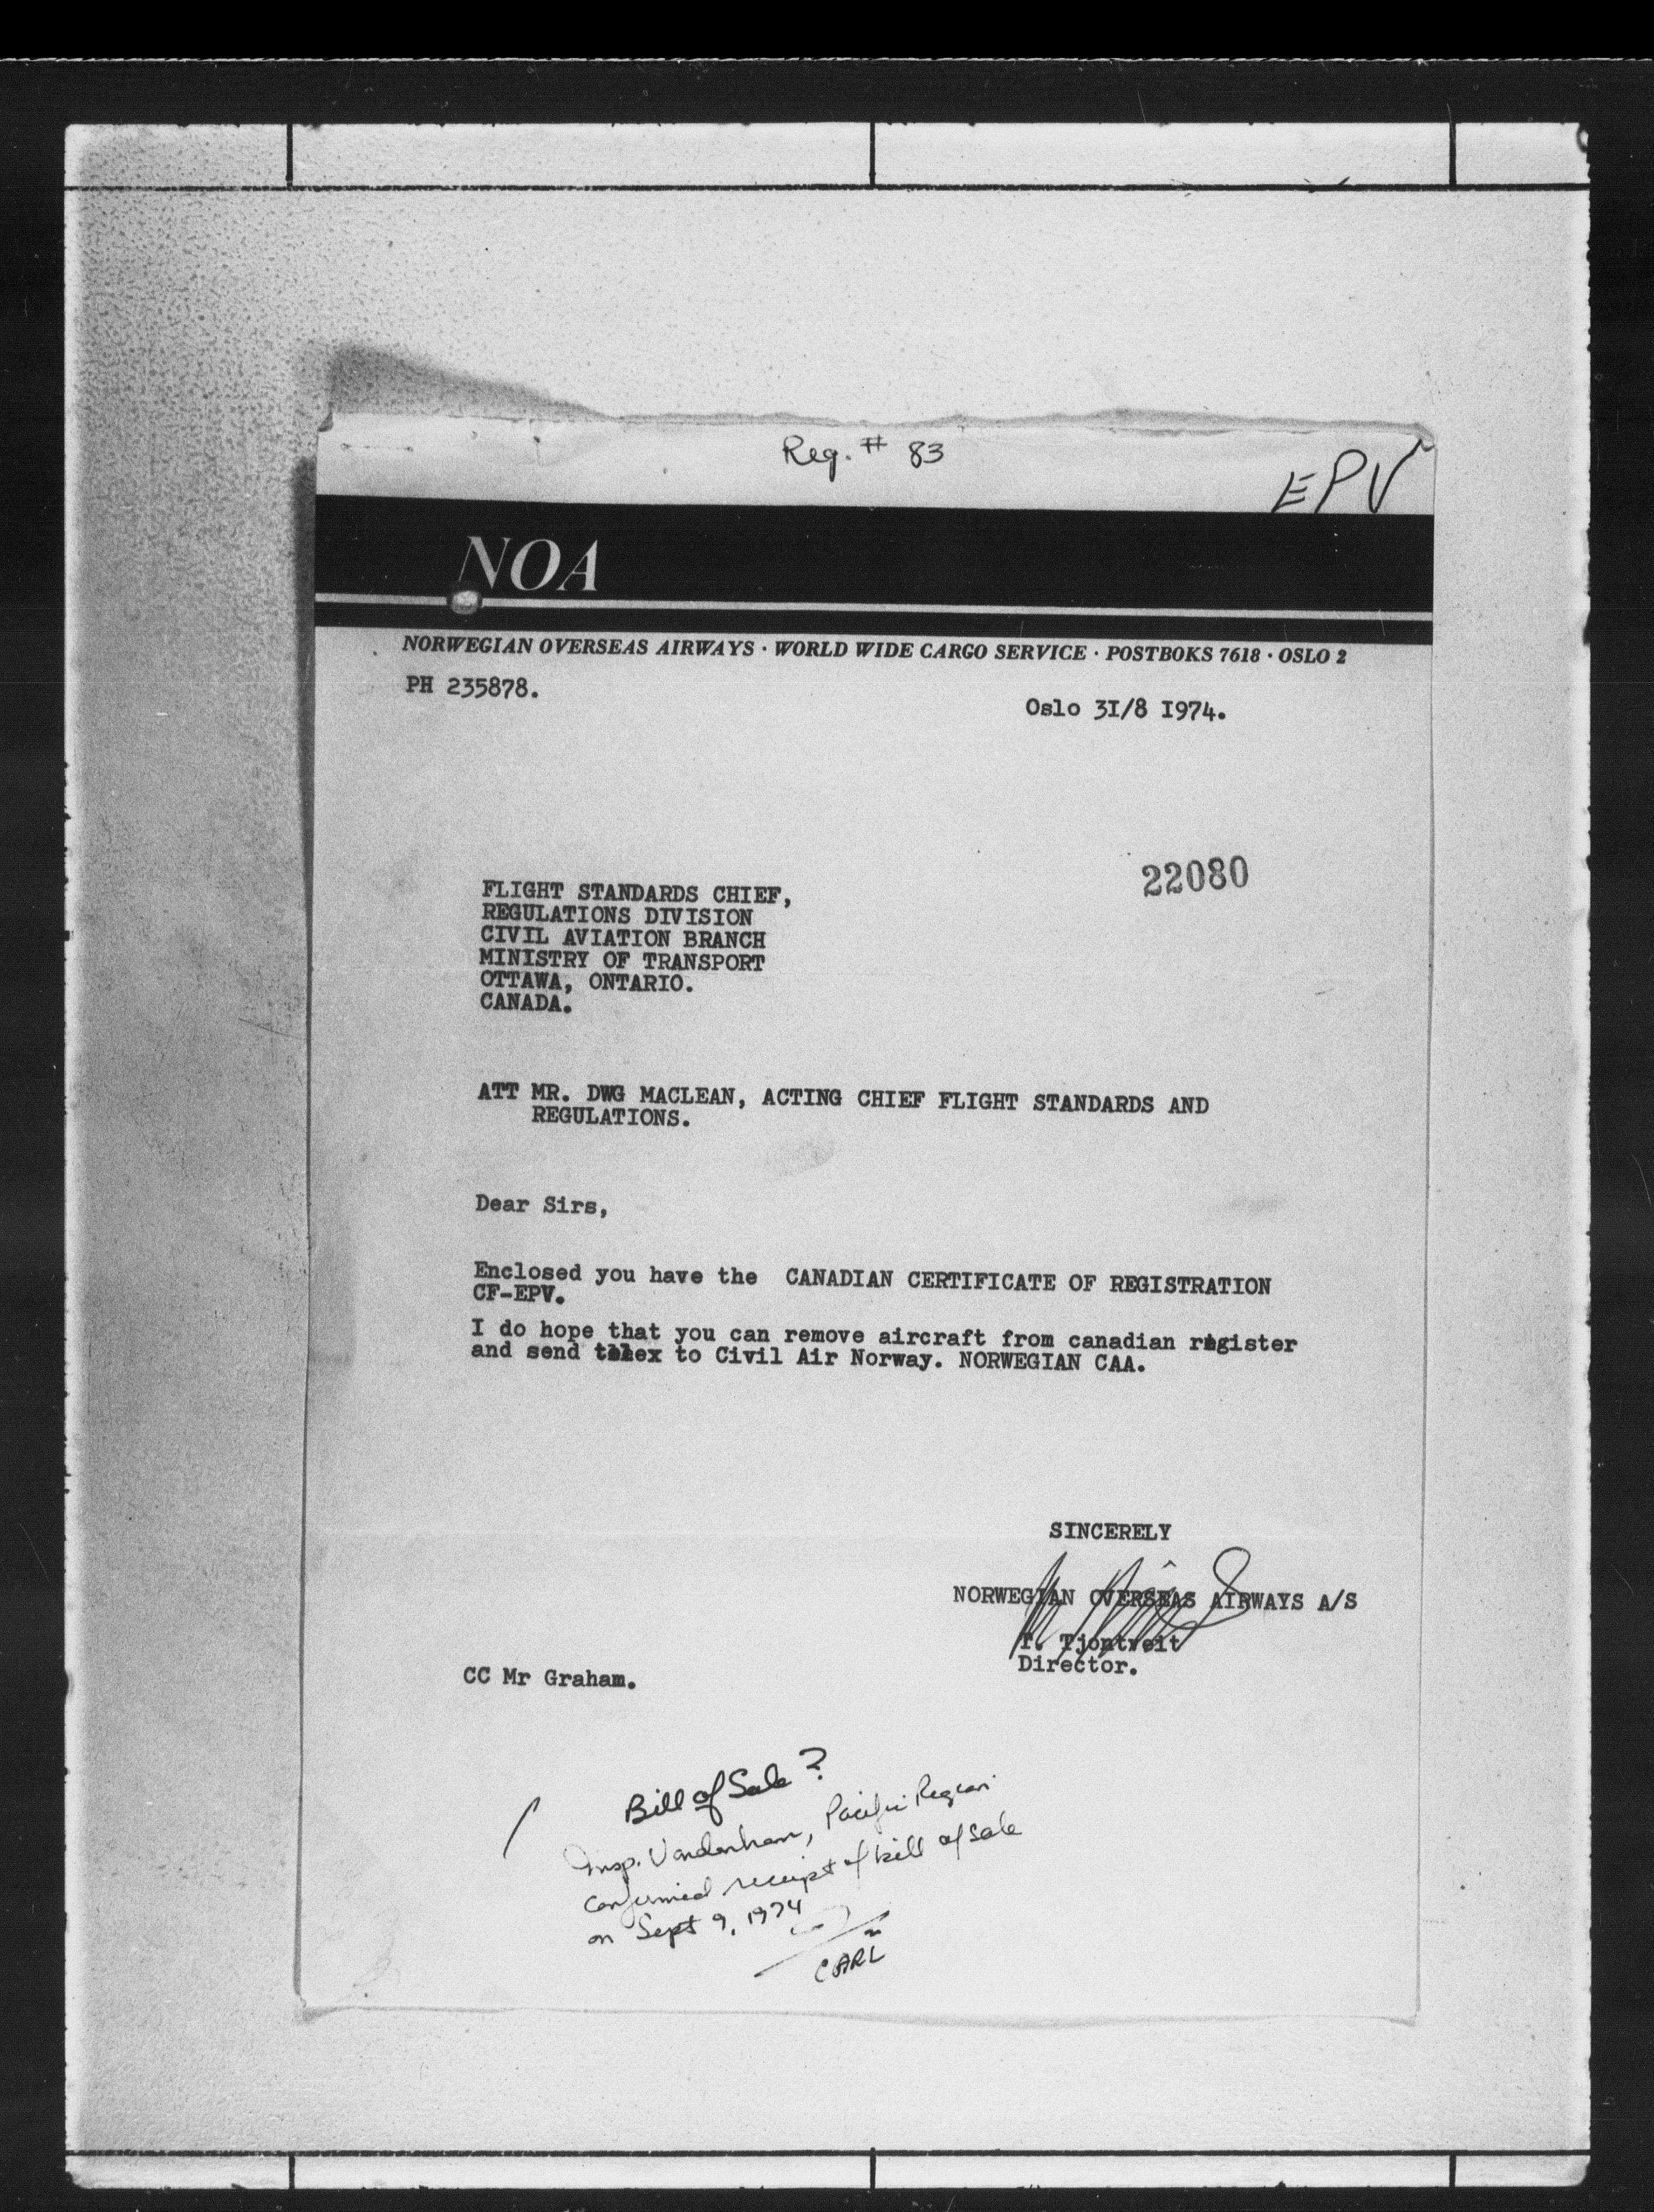 Reg. # 83
EPV
NOA
NORWEGIAN OVERSEAS AIRWAYS · WORLD WIDE CARGO SERVICE · POSTBOKS 7618 · OSLO 2
PH 235878.
Oslo 3I/8 I974.
22080
FLIGHT STANDARDS CHIEF,
REGULATIONS DIVISION
CIVIL AVIATION BRANCH
MINISTRY OF TRANSPORT
OTTAWA, ONTARIO.
CANADA.
ATT MR. DWG MACLEAN, ACTING CHIEF FLIGHT STANDARDS AND
REGULATIONS.
Dear Sirs,
Enclosed you have the CANADIAN CERTIFICATE OF REGISTRATION
CF-EPV.
I do hope that you can remove aircraft from canadian register
and send telex to Civil Air Norway. NORWEGIAN CAA.
SINCERELY
NORWEGIAN OVERSEAS AIRWAYS A/S
T. Tjontveit
Director.
CC Mr Graham.
Bill of Sale ?
Insp. Vandenham, Pacific Region
confirmed receipt of bill of sale
on Sept 9, 1974
CARL